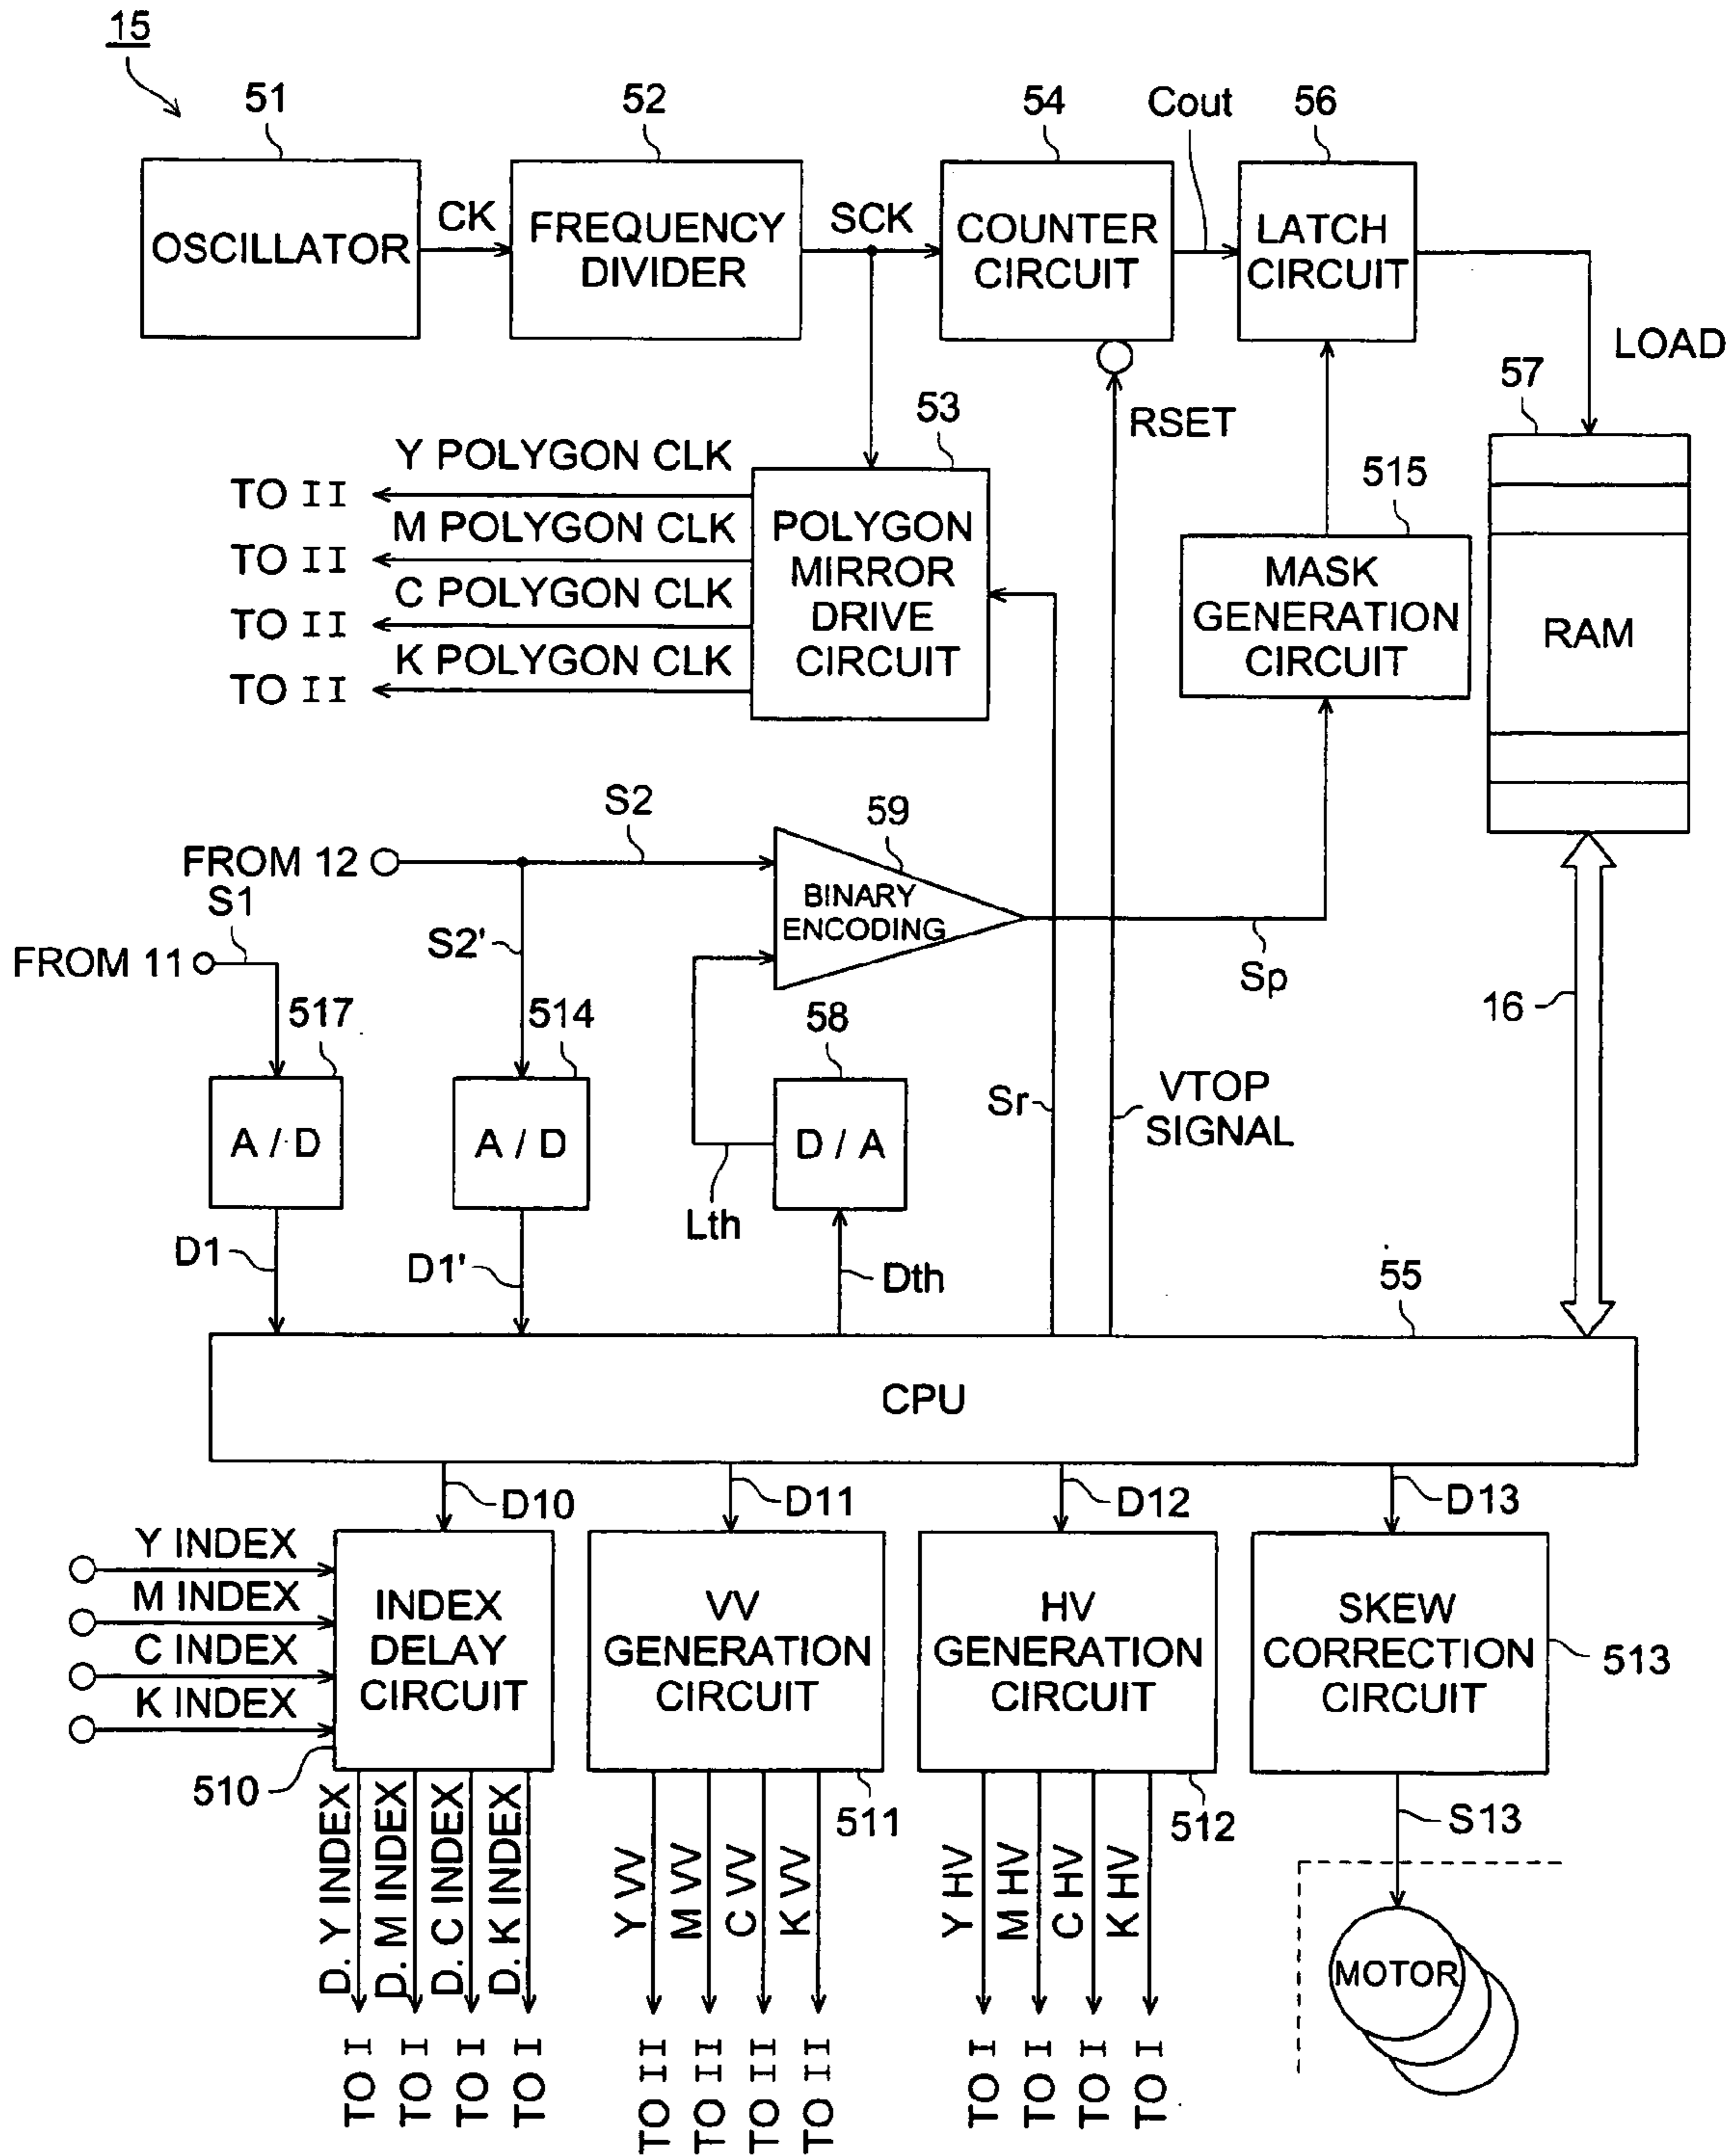 15
51
52
54
Cout
56
OSCILLATOR
CK
FREQUENCY
DIVIDER
SCK
COUNTER
CIRCUIT
LATCH
CIRCUIT
LOAD
57
RSET
53
Y POLYGON CLK
TO II
M POLYGON CLK
TO II
C POLYGON CLK
TO II
K POLYGON CLK
TO II
POLYGON
MIRROR
DRIVE
CIRCUIT
515
MASK
GENERATION
CIRCUIT
RAM
S2
59
FROM 12
S1
BINARY
ENCODING
S2'
FROM 11
Sp
16
517
514
58
A / D
A / D
D / A
Sr
VTOP
SIGNAL
Lth
D1
D1'
Dth
55
CPU
D10
D11
D12
D13
Y INDEX
M INDEX
C INDEX
K INDEX
INDEX
DELAY
CIRCUIT
VV
GENERATION
CIRCUIT
HV
GENERATION
CIRCUIT
SKEW
CORRECTION
CIRCUIT
513
510
511
512
S13
D. Y INDEX
D. M INDEX
D. C INDEX
D. K INDEX
Y VV
M VV
C VV
K VV
Y HV
M HV
C HV
K HV
MOTOR
TO I
TO I
TO I
TO I
TO II
TO II
TO II
TO II
TO I
TO I
TO I
TO I